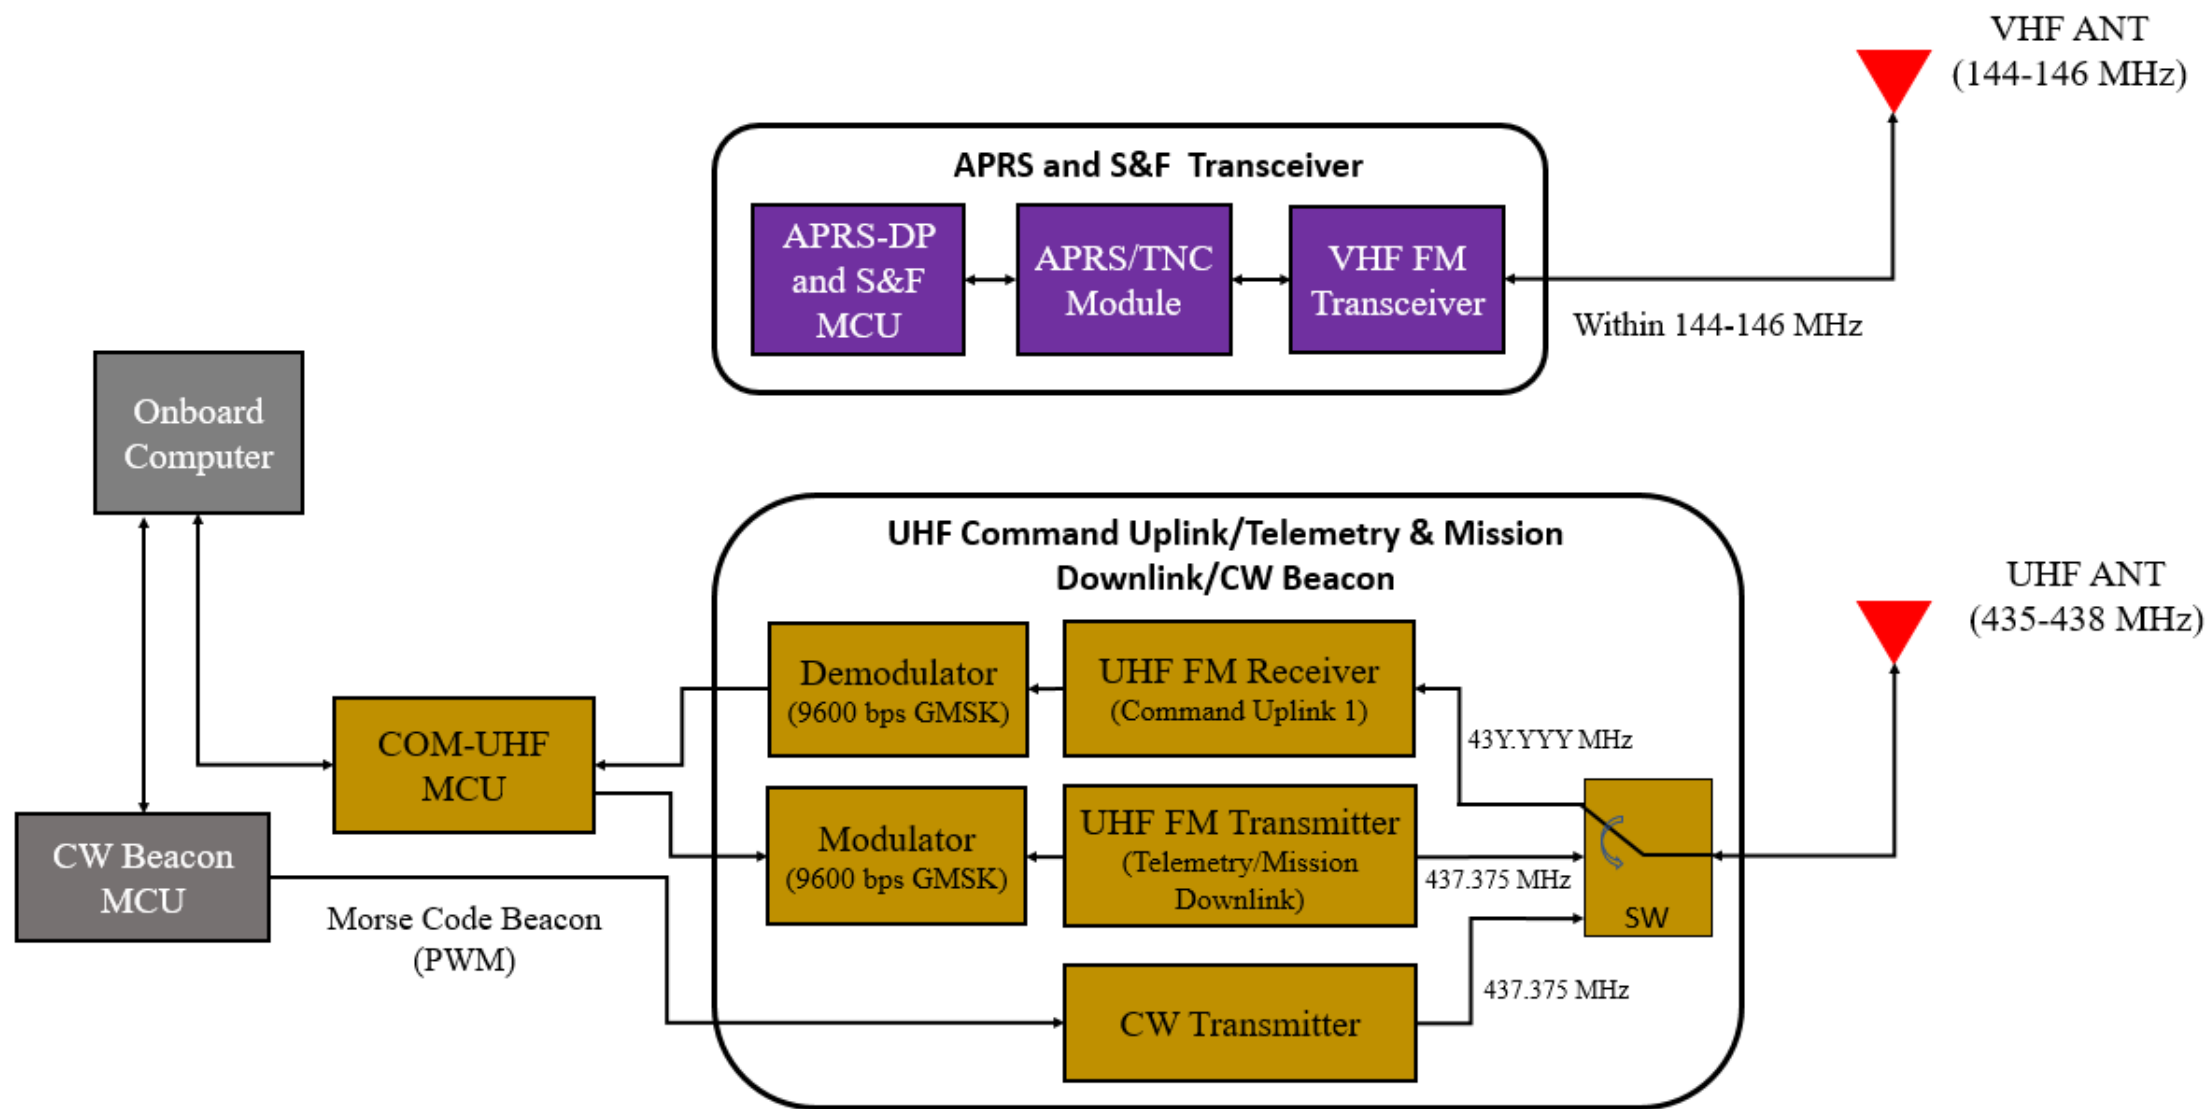 VHF ANT
(144-146 MHz)
APRS and S&F Transceiver
APRS-DP
and S&F
MCU
APRS/TNC
Module
VHF FM
Transceiver
Within 144-146 MHz
Onboard
Computer
UHF Command Uplink/Telemetry & Mission
Downlink/CW Beacon
UHF ANT
(435-438 MHz)
Demodulator
(9600 bps GMSK)
UHF FM Receiver
(Command Uplink 1)
43Y.YYY MHz
COM-UHF
MCU
Modulator
(9600 bps GMSK)
UHF FM Transmitter
(Telemetry/Mission
Downlink)
437.375 MHz
SW
CW Beacon
MCU
Morse Code Beacon
(PWM)
437.375 MHz
CW Transmitter